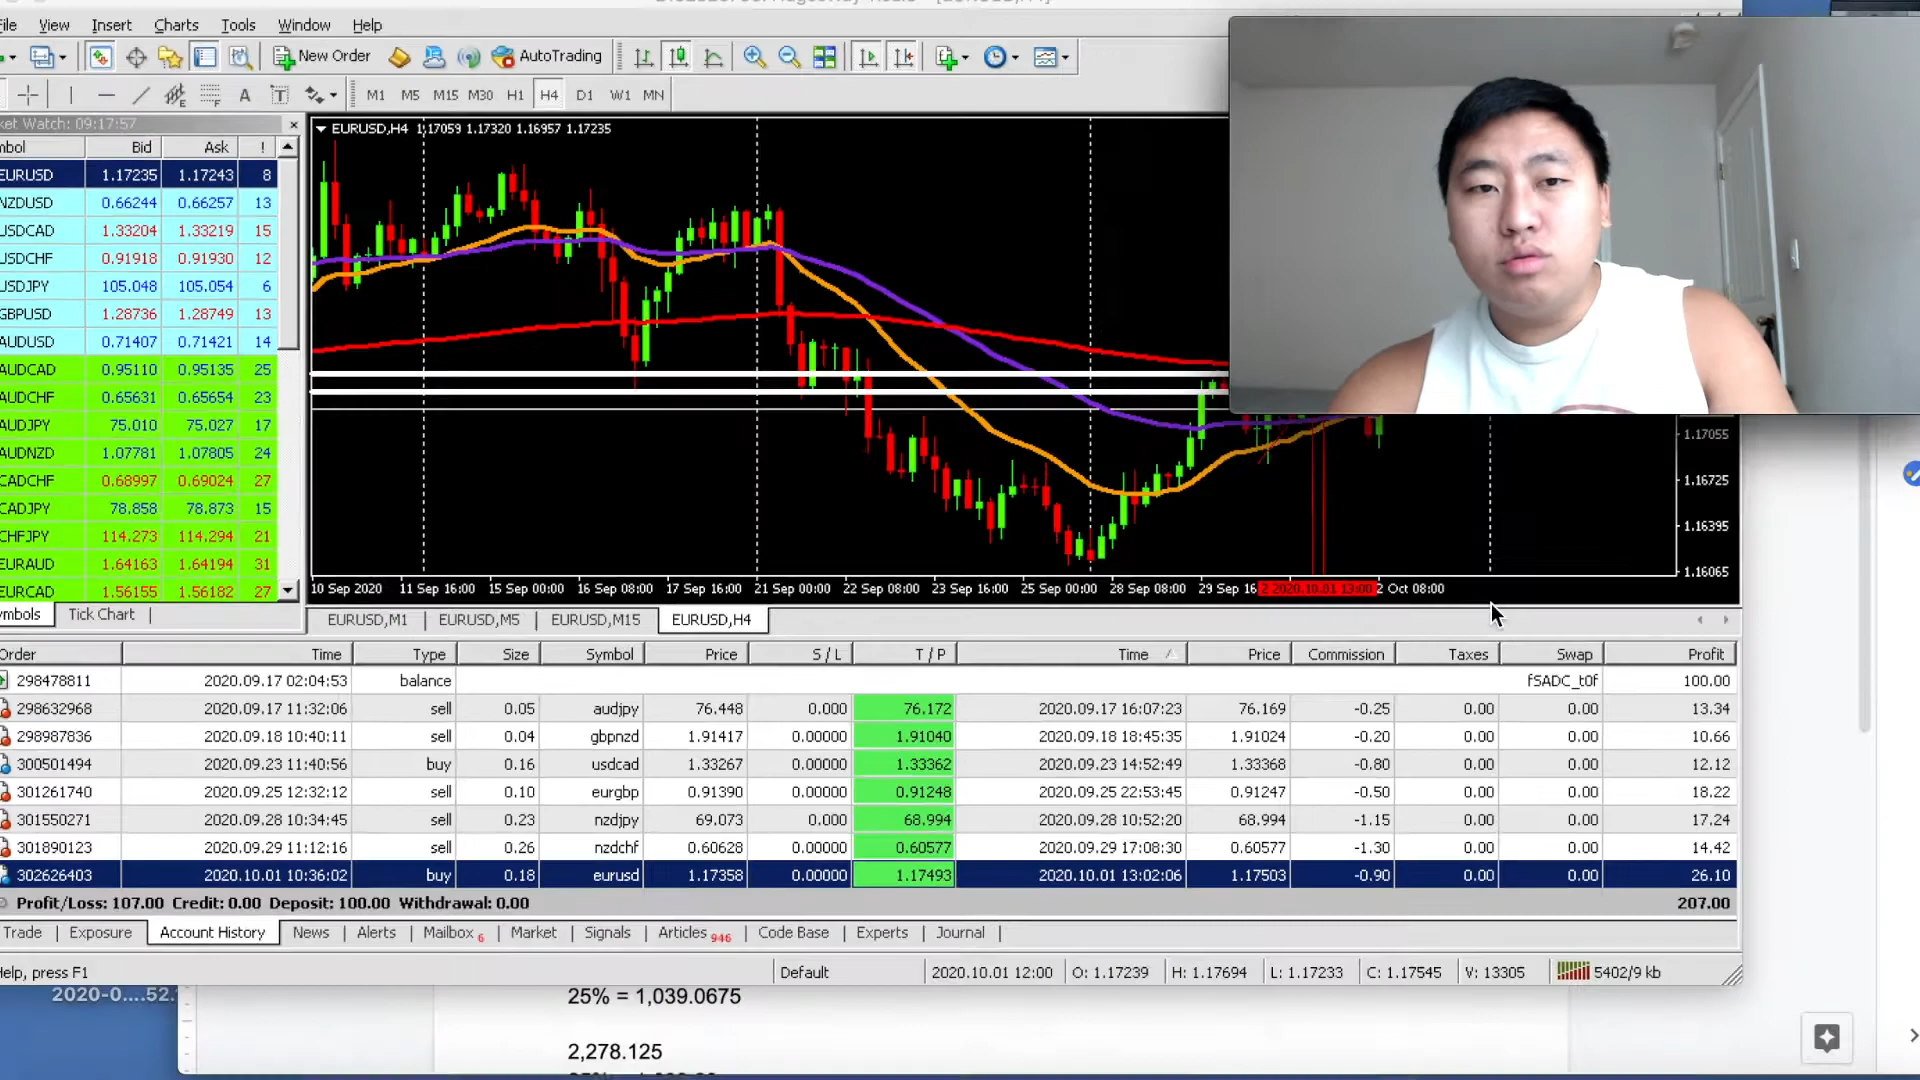 File View Insert Charts Tools Window Help
New Order AutoTrading
A T M1 M5 M15 M30 H1 H4 D1 W1 MN
ket Watch: 09:17:57
mbol Bid Ask !
EURUSD 1.17235 1.17243 8
NZDUSD 0.66244 0.66257 13
USDCAD 1.33204 1.33219 15
USDCHF 0.91918 0.91930 12
USDJPY 105.048 105.054 6
GBPUSD 1.28736 1.28749 13
AUDUSD 0.71407 0.71421 14
AUDCAD 0.95110 0.95135 25
AUDCHF 0.65631 0.65654 23
AUDJPY 75.010 75.027 17
AUDNZD 1.07781 1.07805 24
CADCHF 0.68997 0.69024 27
CADJPY 78.858 78.873 15
CHFJPY 114.273 114.294 21
EURAUD 1.64163 1.64194 31
EURCAD 1.56155 1.56182 27
mbols Tick Chart
EURUSD,H4 1.17059 1.17320 1.16957 1.17235
1.17055
1.16725
1.16395
1.16065
10 Sep 2020 11 Sep 16:00 15 Sep 00:00 16 Sep 08:00 17 Sep 16:00 21 Sep 00:00 22 Sep 08:00 23 Sep 16:00 25 Sep 00:00 28 Sep 08:00 29 Sep 16 2020.10.01 13:00 2 Oct 08:00
EURUSD,M1 EURUSD,M5 EURUSD,M15 EURUSD,H4
Order Time Type Size Symbol Price S / L T / P Time Price Commission Taxes Swap Profit
298478811 2020.09.17 02:04:53 balance fSADC_t0f 100.00
298632968 2020.09.17 11:32:06 sell 0.05 audjpy 76.448 0.000 76.172 2020.09.17 16:07:23 76.169 -0.25 0.00 0.00 13.34
298987836 2020.09.18 10:40:11 sell 0.04 gbpnzd 1.91417 0.00000 1.91040 2020.09.18 18:45:35 1.91024 -0.20 0.00 0.00 10.66
300501494 2020.09.23 11:40:56 buy 0.16 usdcad 1.33267 0.00000 1.33362 2020.09.23 14:52:49 1.33368 -0.80 0.00 0.00 12.12
301261740 2020.09.25 12:32:12 sell 0.10 eurgbp 0.91390 0.00000 0.91248 2020.09.25 22:53:45 0.91247 -0.50 0.00 0.00 18.22
301550271 2020.09.28 10:34:45 sell 0.23 nzdjpy 69.073 0.000 68.994 2020.09.28 10:52:20 68.994 -1.15 0.00 0.00 17.24
301890123 2020.09.29 11:12:16 sell 0.26 nzdchf 0.60628 0.00000 0.60577 2020.09.29 17:08:30 0.60577 -1.30 0.00 0.00 14.42
302626403 2020.10.01 10:36:02 buy 0.18 eurusd 1.17358 0.00000 1.17493 2020.10.01 13:02:06 1.17503 -0.90 0.00 0.00 26.10
Profit/Loss: 107.00 Credit: 0.00 Deposit: 100.00 Withdrawal: 0.00 207.00
Trade Exposure Account History News Alerts Mailbox 6 Market Signals Articles 946 Code Base Experts Journal
Help, press F1 Default 2020.10.01 12:00 O: 1.17239 H: 1.17694 L: 1.17233 C: 1.17545 V: 13305 5402/9 kb
2020-0....52.
25% = 1,039.0675
2,278.125